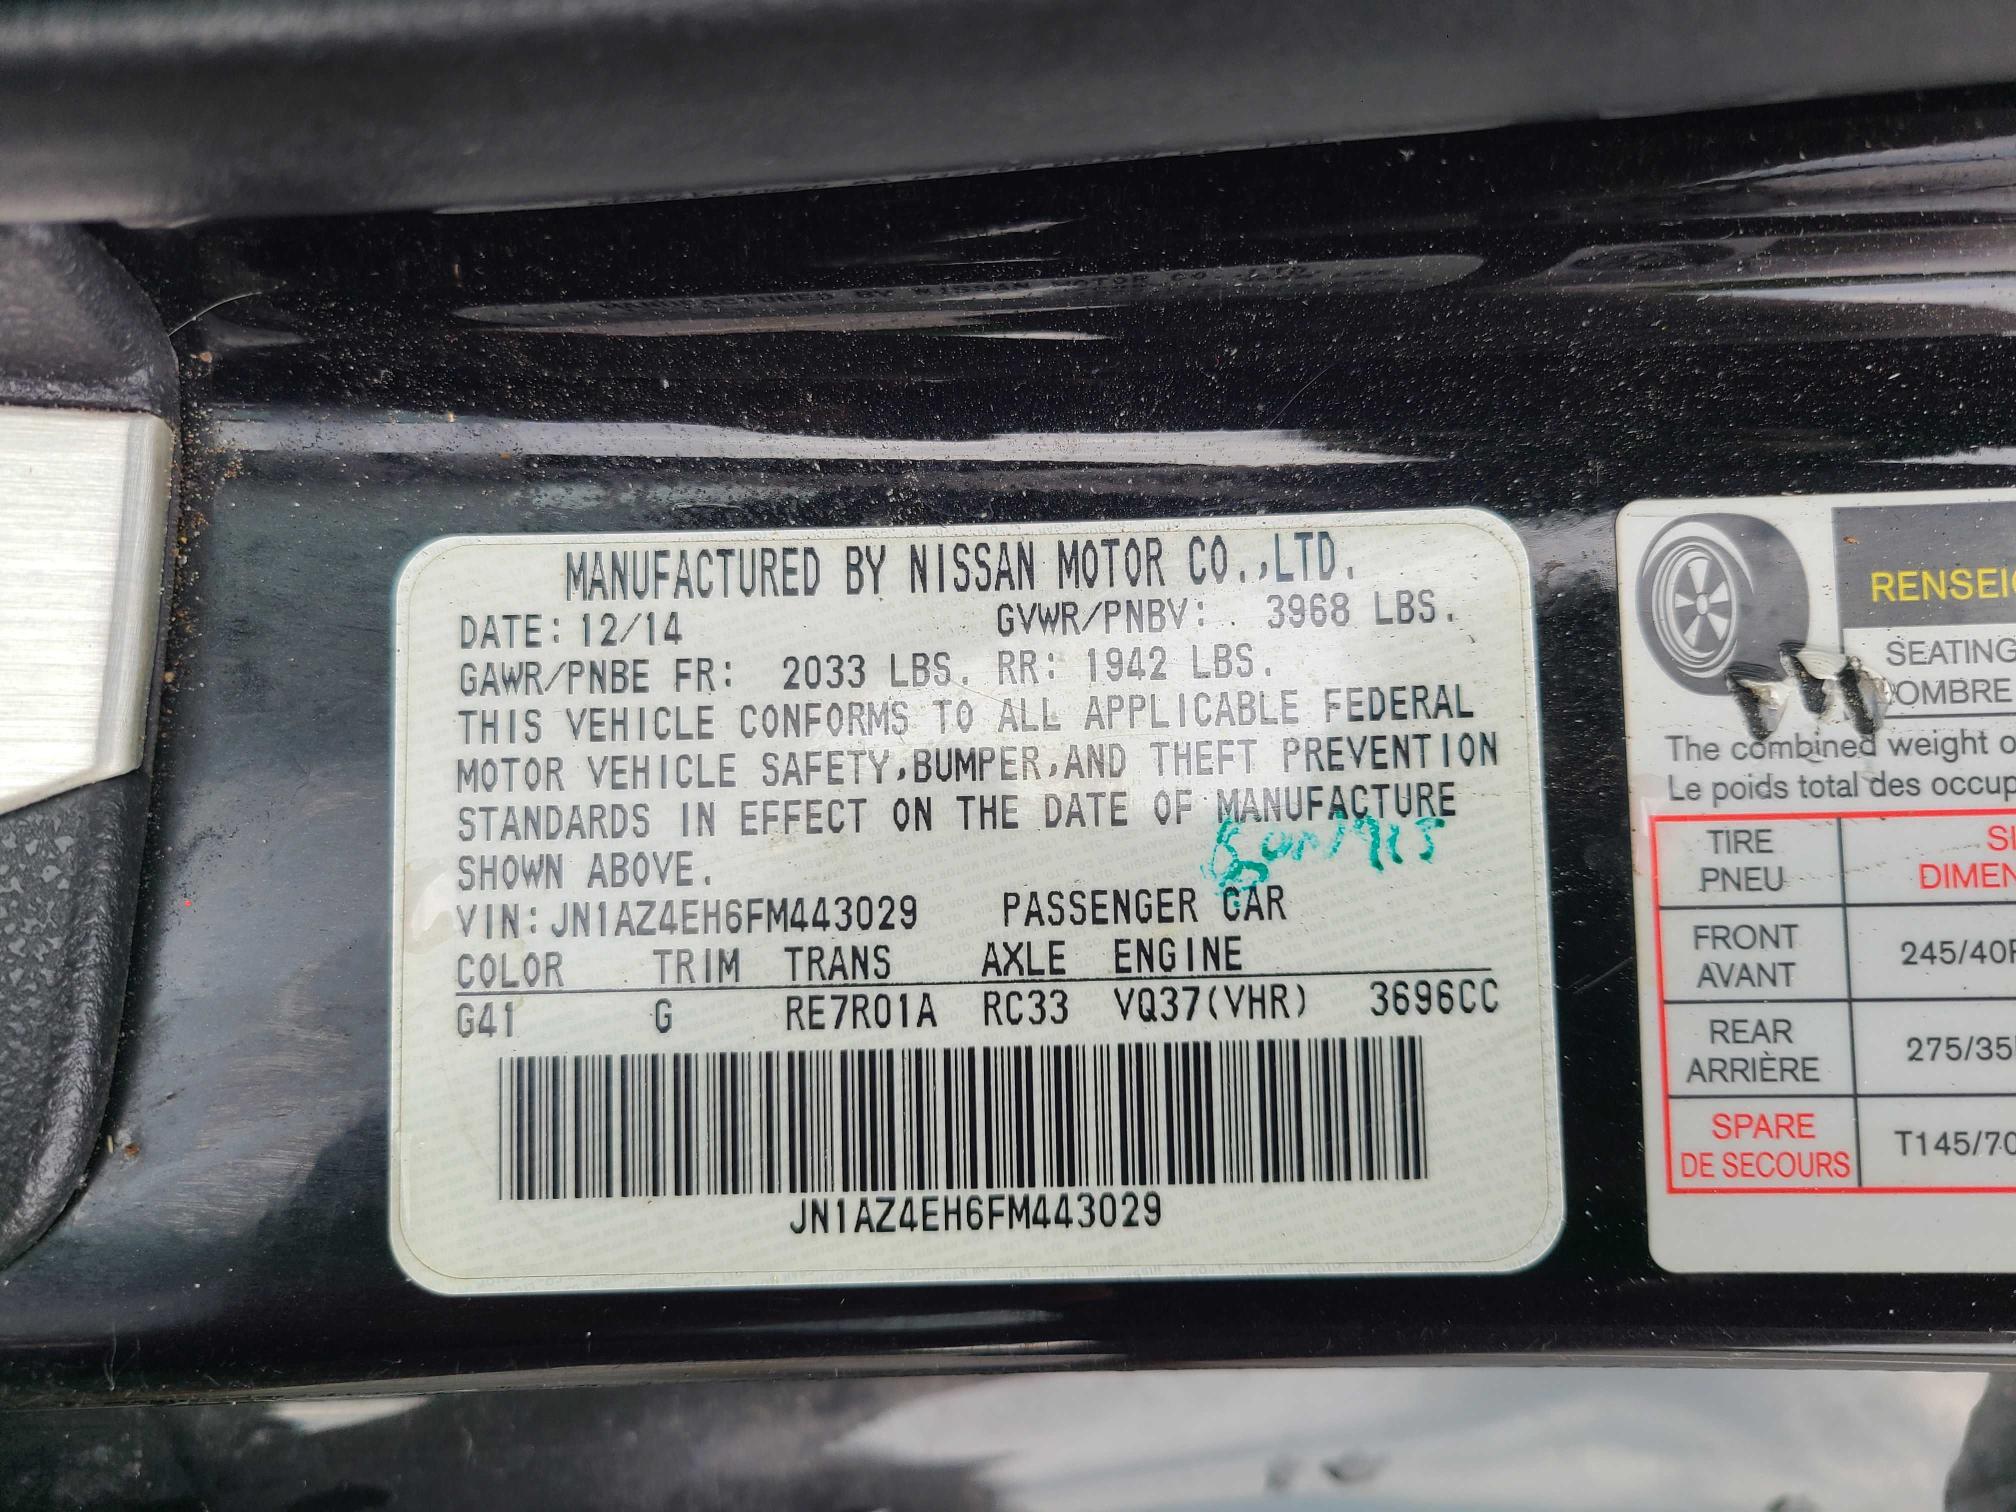 MANUFACTURED BY NISSAN MOTOR CO.,LTD.
DATE: 12/14 GVWR/PNBV: 3968 LBS.
GAWR/PNBE FR: 2033 LBS. RR: 1942 LBS.
THIS VEHICLE CONFORMS TO ALL APPLICABLE FEDERAL
MOTOR VEHICLE SAFETY,BUMPER,AND THEFT PREVENTION
STANDARDS IN EFFECT ON THE DATE OF MANUFACTURE
SHOWN ABOVE.
VIN: JN1AZ4EH6FM443029 PASSENGER CAR
COLOR TRIM TRANS AXLE ENGINE
G41 G RE7R01A RC33 VQ37(VHR) 3696CC
JN1AZ4EH6FM443029
SEATING
The combined weight
Le poids total des
TIRE
PNEU
FRONT
AVANT
245/40
REAR
ARRIÈRE
275/35
SPARE
DE SECOURS
T145/70